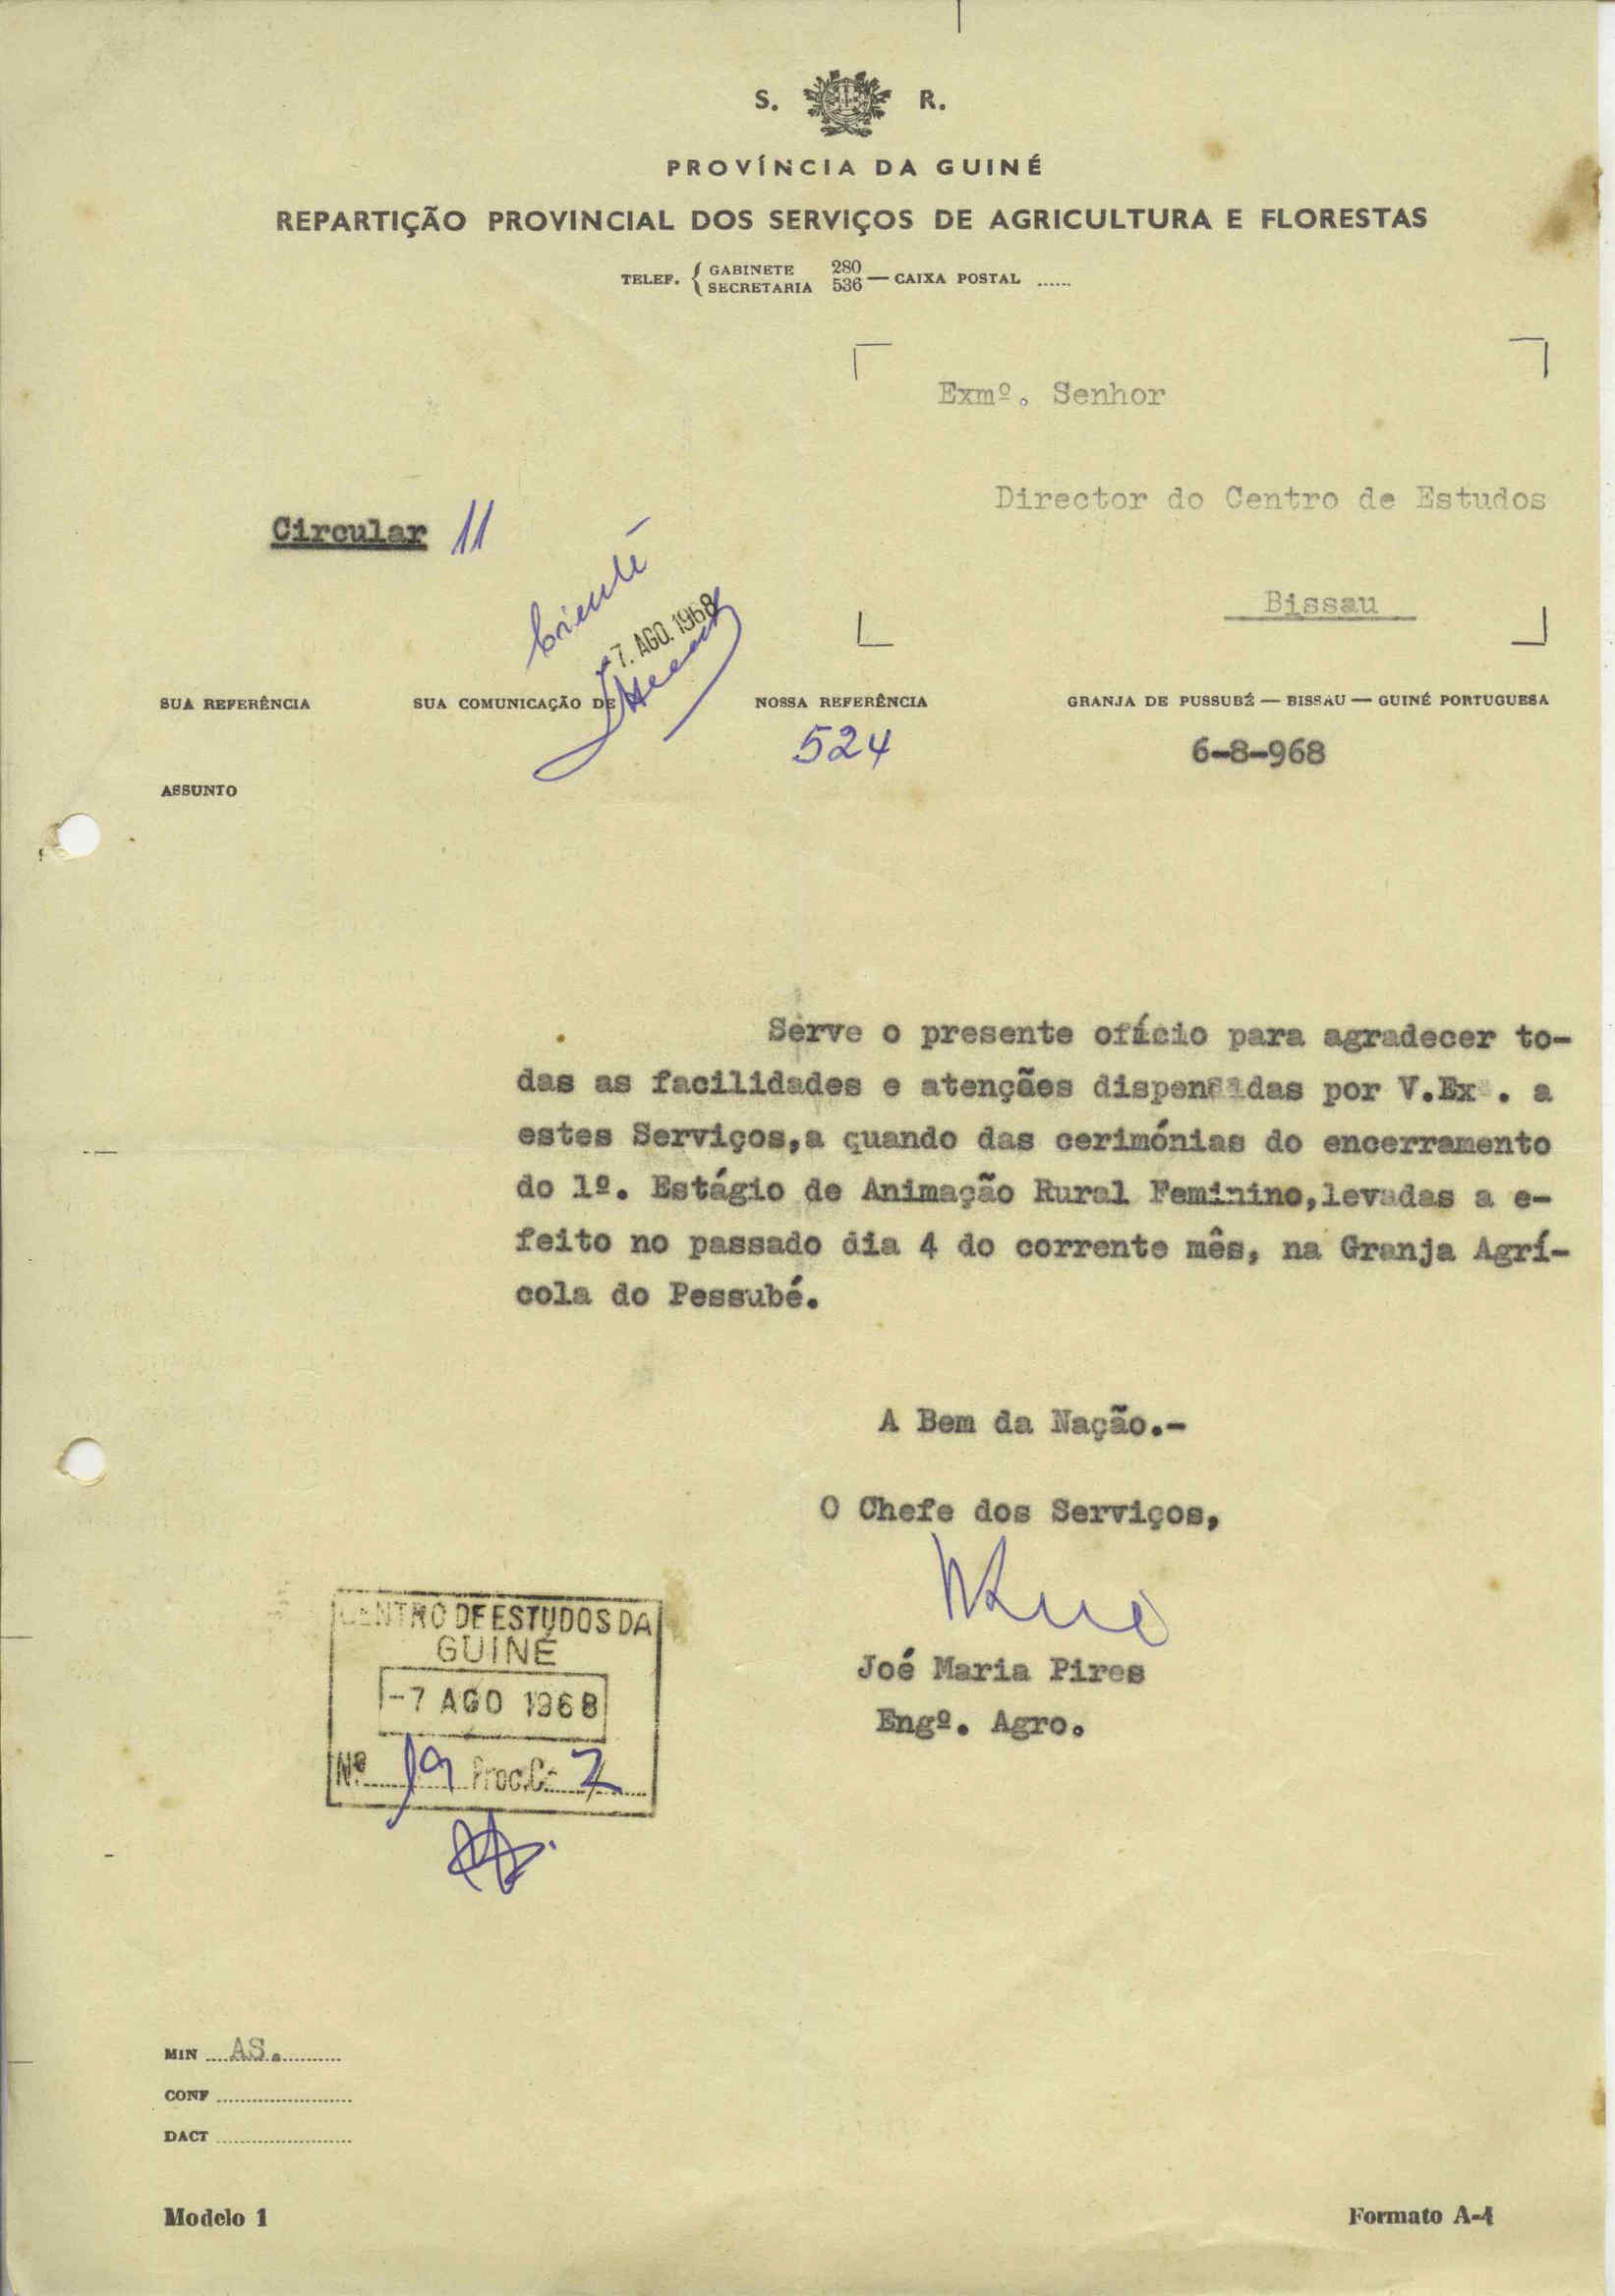 S. R.
PROVÍNCIA DA GUINÉ
REPARTIÇÃO PROVINCIAL DOS SERVIÇOS DE AGRICULTURA E FLORESTAS
TELEF. { GABINETE 280
SECRETARIA 536 — CAIXA POSTAL ......
Exmº. Senhor
Director do Centro de Estudos
Circular 11
Ciente
Bissau
7. AGO. 1968
SUA REFERÊNCIA SUA COMUNICAÇÃO DE NOSSA REFERÊNCIA GRANJA DE PUSSUBÉ — BISSAU — GUINÉ PORTUGUESA
524 6-8-968
ASSUNTO
Serve o presente ofício para agradecer to-
das as facilidades e atenções dispensadas por V.Exª. a
estes Serviços,a quando das cerimónias do encerramento
do 1º. Estágio de Animação Rural Feminino,levadas a e-
feito no passado dia 4 do corrente mês, na Granja Agrí-
cola do Pessubé.
A Bem da Nação.-
O Chefe dos Serviços,
Joé Maria Pires
Engº. Agro.
CENTRO DE ESTUDOS DA
GUINÉ
-7 AGO 1968
Nº 19 Proc.C- 2
MIN AS.
CONF
DACT
Modelo 1 Formato A-4